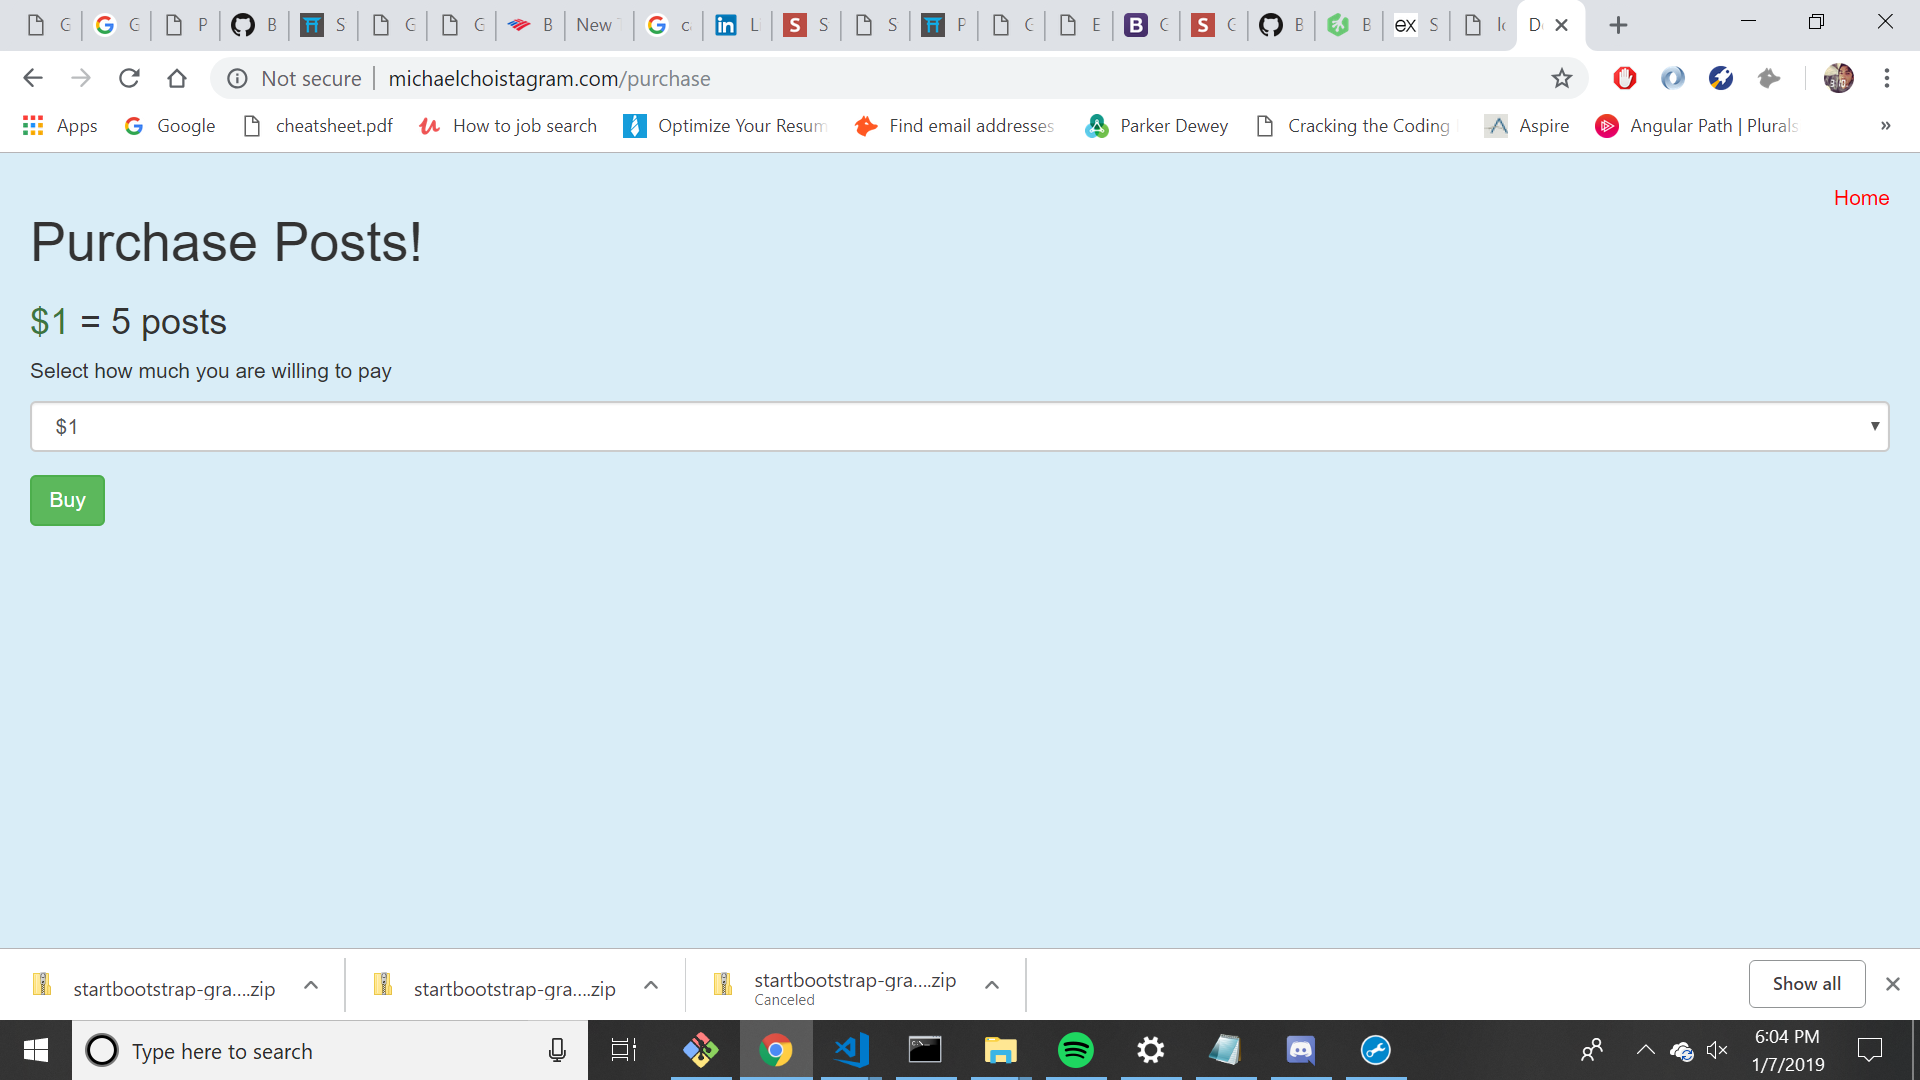 G G P B S G G B New T c L S S P G E B G S G B B ex S lo D
Not secure | michaelchoistagram.com/purchase
Apps Google cheatsheet.pdf How to job search Optimize Your Resum Find email addresses Parker Dewey Cracking the Coding Aspire Angular Path | Plurals »
Home
Purchase Posts!
$1 = 5 posts
Select how much you are willing to pay
$1
Buy
startbootstrap-gra....zip startbootstrap-gra....zip startbootstrap-gra....zip Show all
Canceled
Type here to search
6:04 PM
1/7/2019